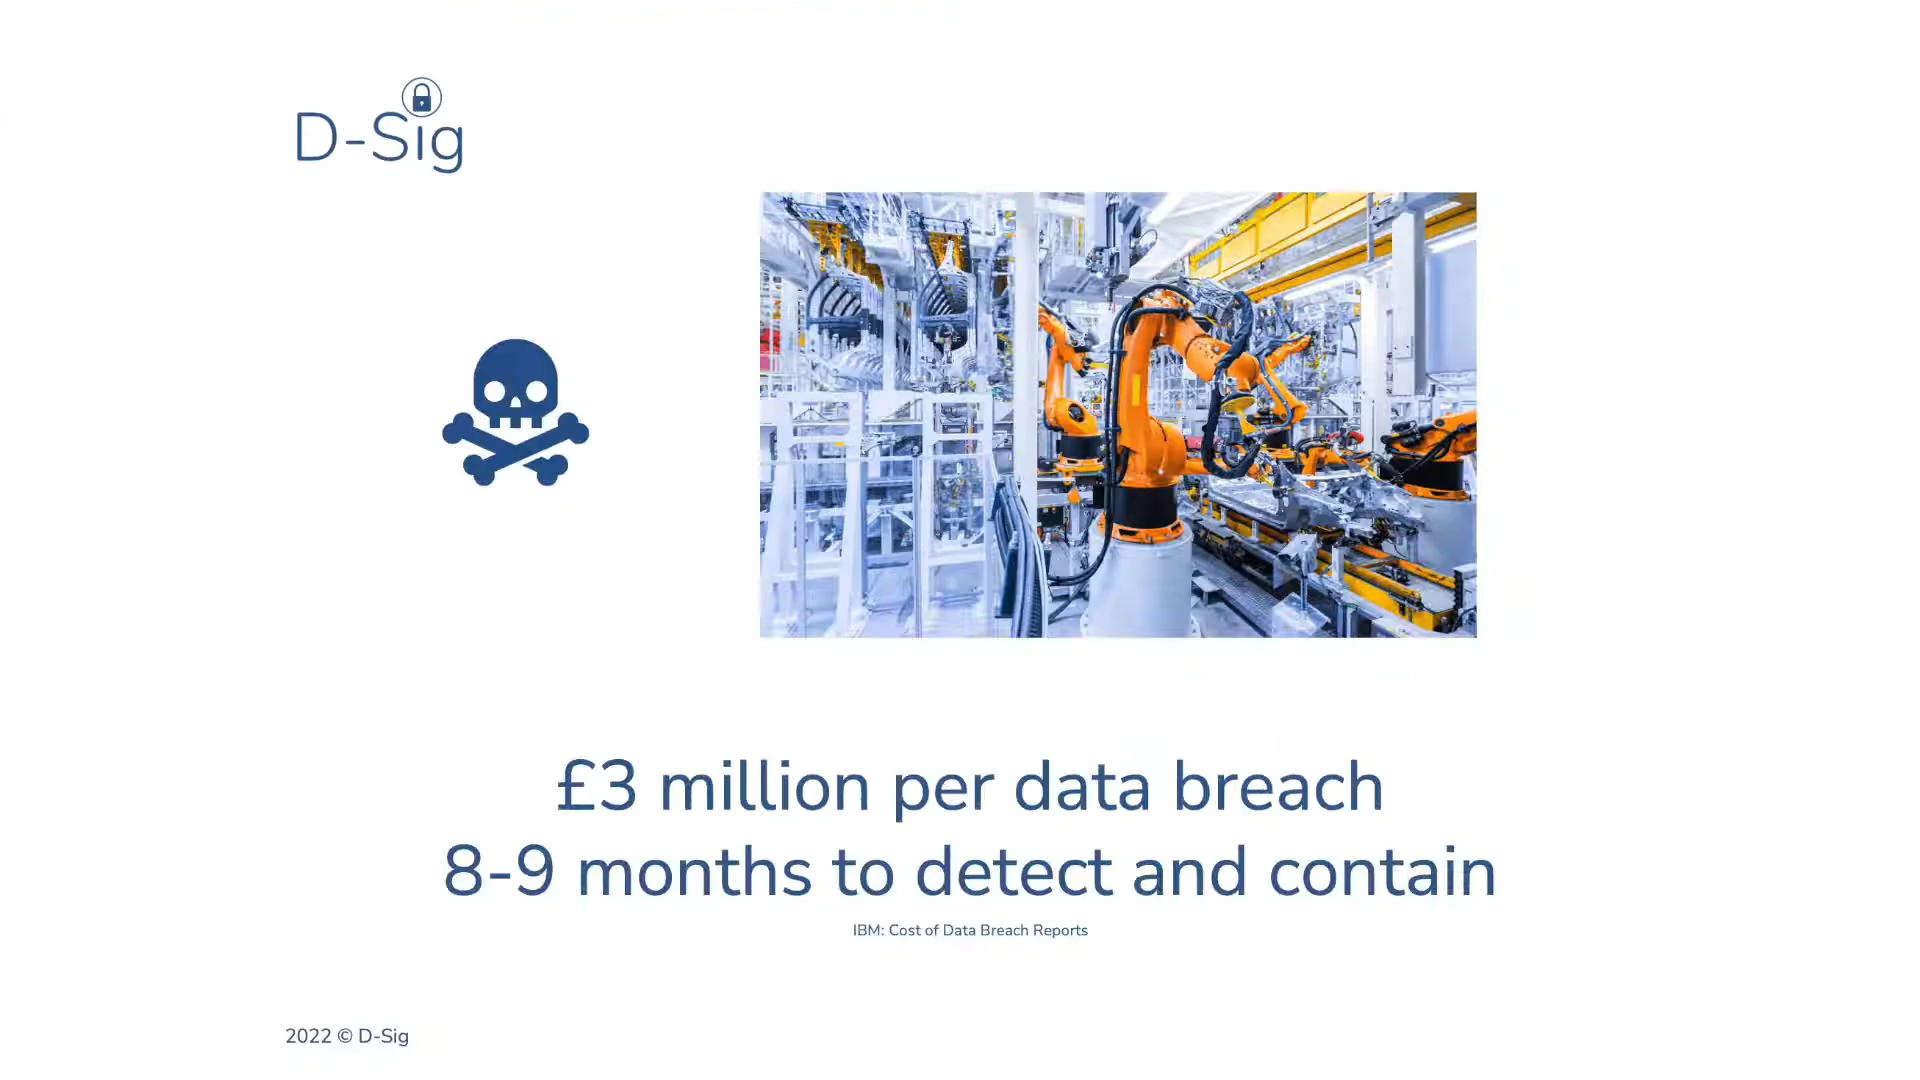 D-Sig
£3 million per data breach
8-9 months to detect and contain
IBM: Cost of Data Breach Reports
2022 © D-Sig